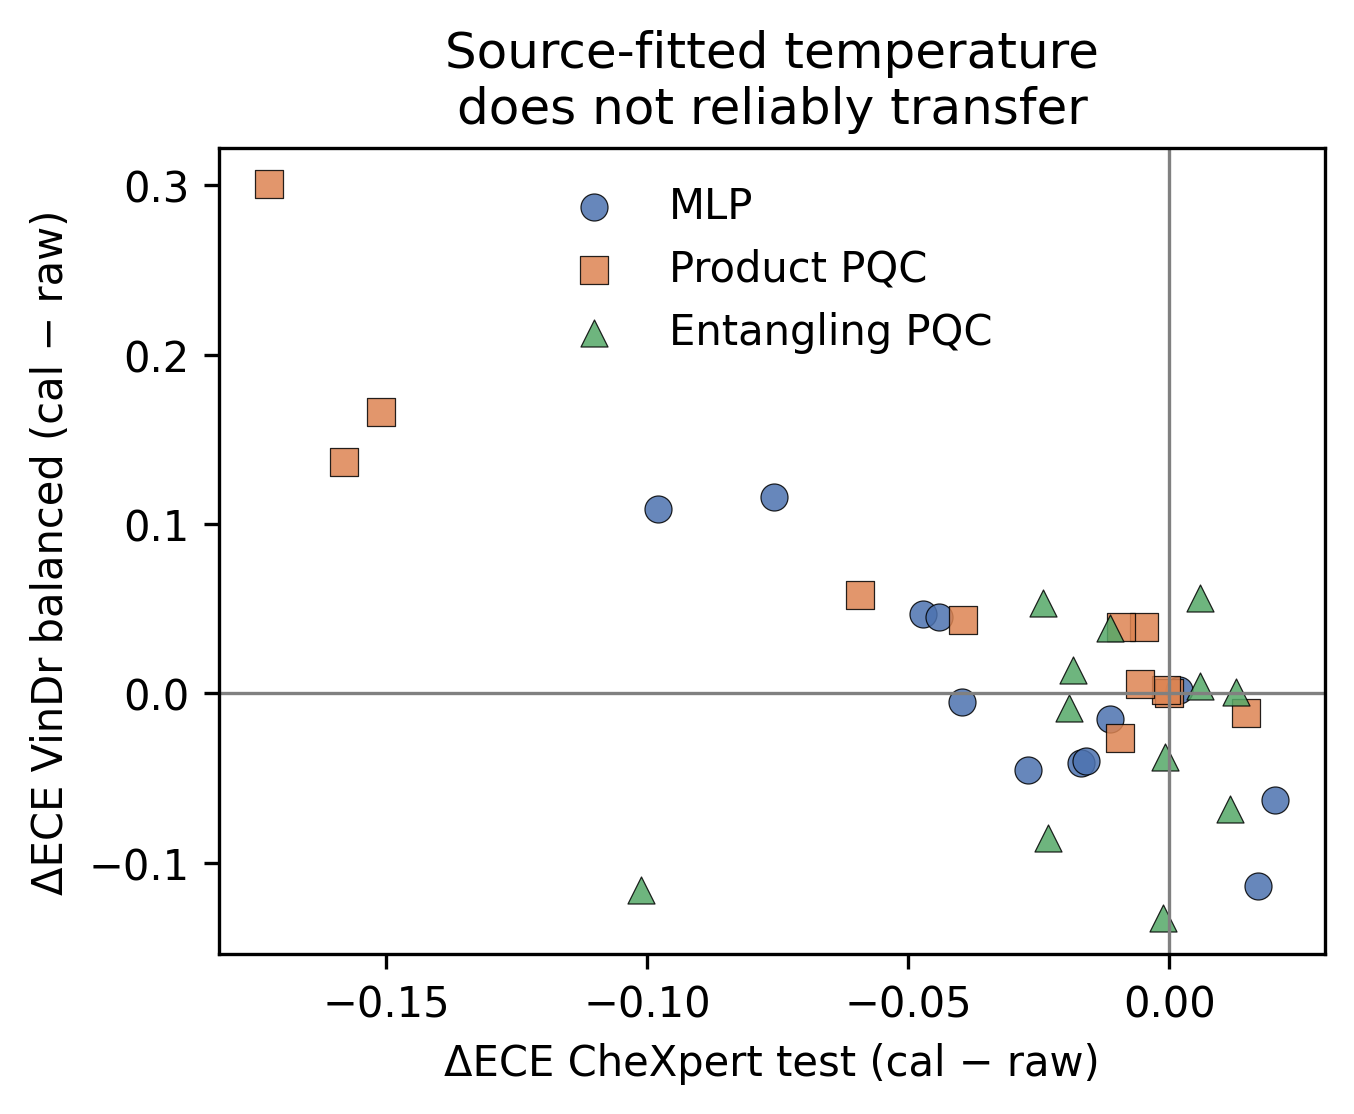 Source-fitted temperature
does not reliably transfer
MLP
Product PQC
Entangling PQC
0.3
0.2
0.1
0.0
−0.1
ΔECE VinDr balanced (cal − raw)
−0.15
−0.10
−0.05
0.00
ΔECE CheXpert test (cal − raw)